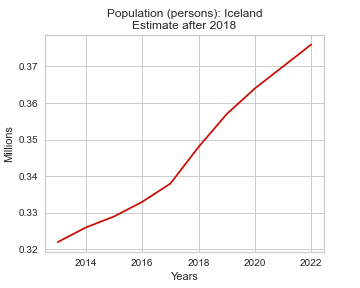 Population (persons): Iceland
Estimate after 2018
0.37
0.36
0.35
0.34
0.33
0.32
Millions
2014 2016 2018 2020 2022
Years